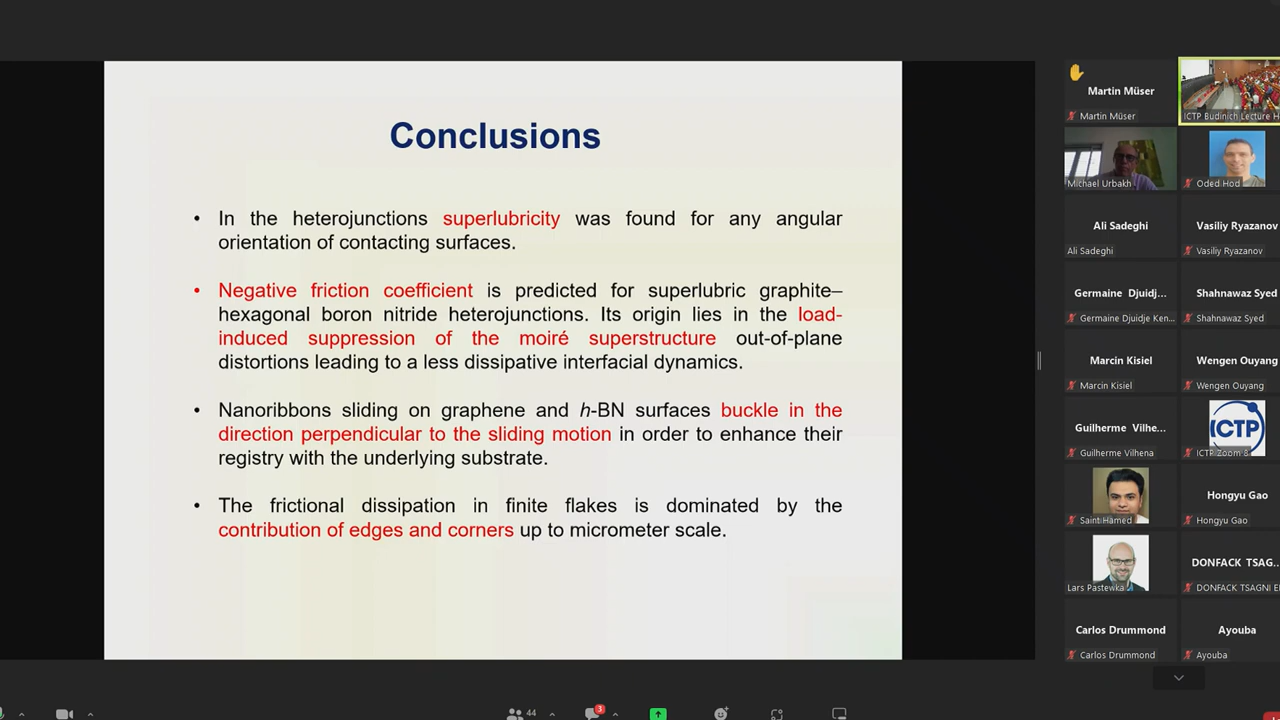 Conclusions
• In the heterojunctions superlubricity was found for any angular
orientation of contacting surfaces.
• Negative friction coefficient is predicted for superlubric graphite–
hexagonal boron nitride heterojunctions. Its origin lies in the load-
induced suppression of the moiré superstructure out-of-plane
distortions leading to a less dissipative interfacial dynamics.
• Nanoribbons sliding on graphene and h-BN surfaces buckle in the
direction perpendicular to the sliding motion in order to enhance their
registry with the underlying substrate.
• The frictional dissipation in finite flakes is dominated by the
contribution of edges and corners up to micrometer scale.
Martin Müser
Martin Müser
ICTP Budinich Lecture H
Michael Urbakh
Oded Hod
Ali Sadeghi
Ali Sadeghi
Vasiliy Ryazanov
Vasiliy Ryazanov
Germaine Djuidj...
Germaine Djuidje Ken...
Shahnawaz Syed
Shahnawaz Syed
Marcin Kisiel
Marcin Kisiel
Wengen Ouyang
Wengen Ouyang
Guilherme Vilhe...
Guilherme Vilhena
ICTP
ICTP Zoom 8
Saint Hamed
Hongyu Gao
Hongyu Gao
Lars Pastewka
DONFACK TSAG...
DONFACK TSAGNI E
Carlos Drummond
Carlos Drummond
Ayouba
Ayouba
44
3